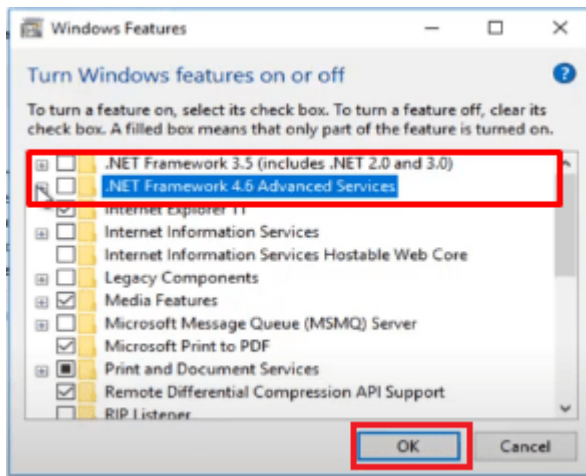 Windows Features
Turn Windows features on or off
To turn a feature on, select its check box. To turn a feature off, clear its
check box. A filled box means that only part of the feature is turned on.
.NET Framework 3.5 (includes .NET 2.0 and 3.0)
.NET Framework 4.6 Advanced Services
Internet Explorer 11
Internet Information Services
Internet Information Services Hostable Web Core
Legacy Components
Media Features
Microsoft Message Queue (MSMQ) Server
Microsoft Print to PDF
Print and Document Services
Remote Differential Compression API Support
RIP Listener
OK Cancel